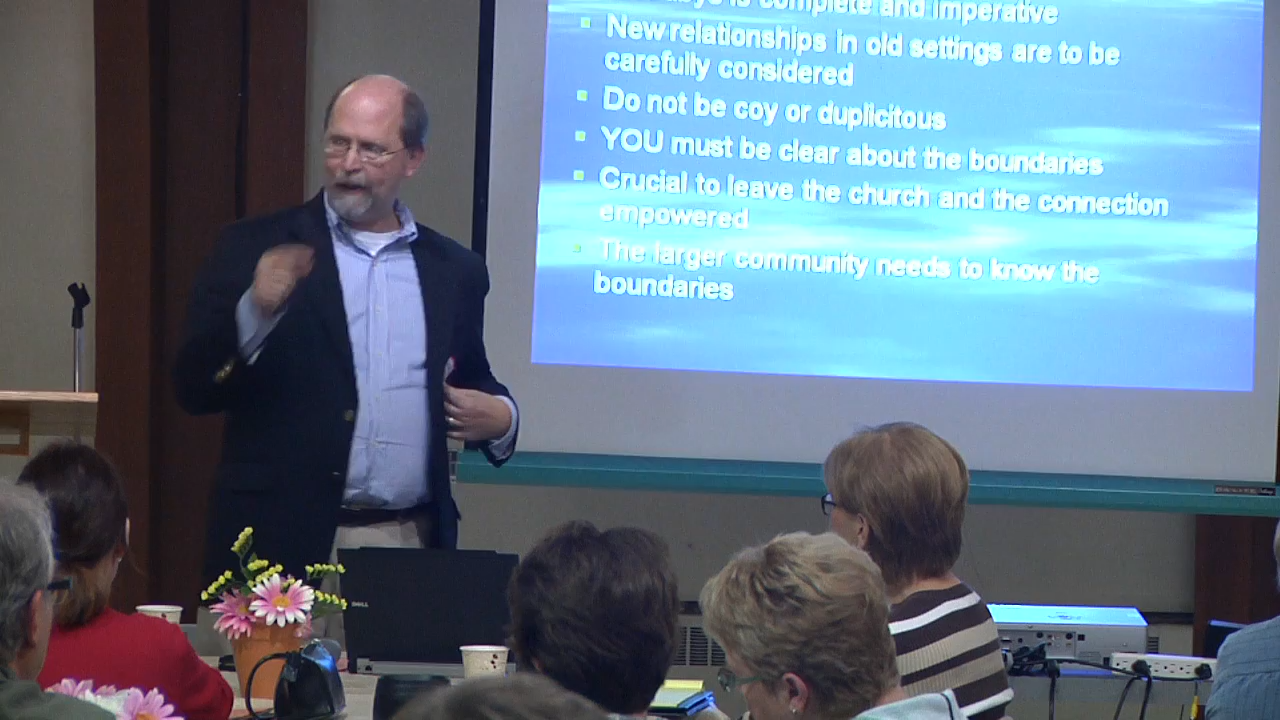 is complete and imperative
New relationships in old settings are to be
carefully considered
Do not be coy or duplicitous
YOU must be clear about the boundaries
Crucial to leave the church and the connection
empowered
The larger community needs to know the
boundaries
DELL